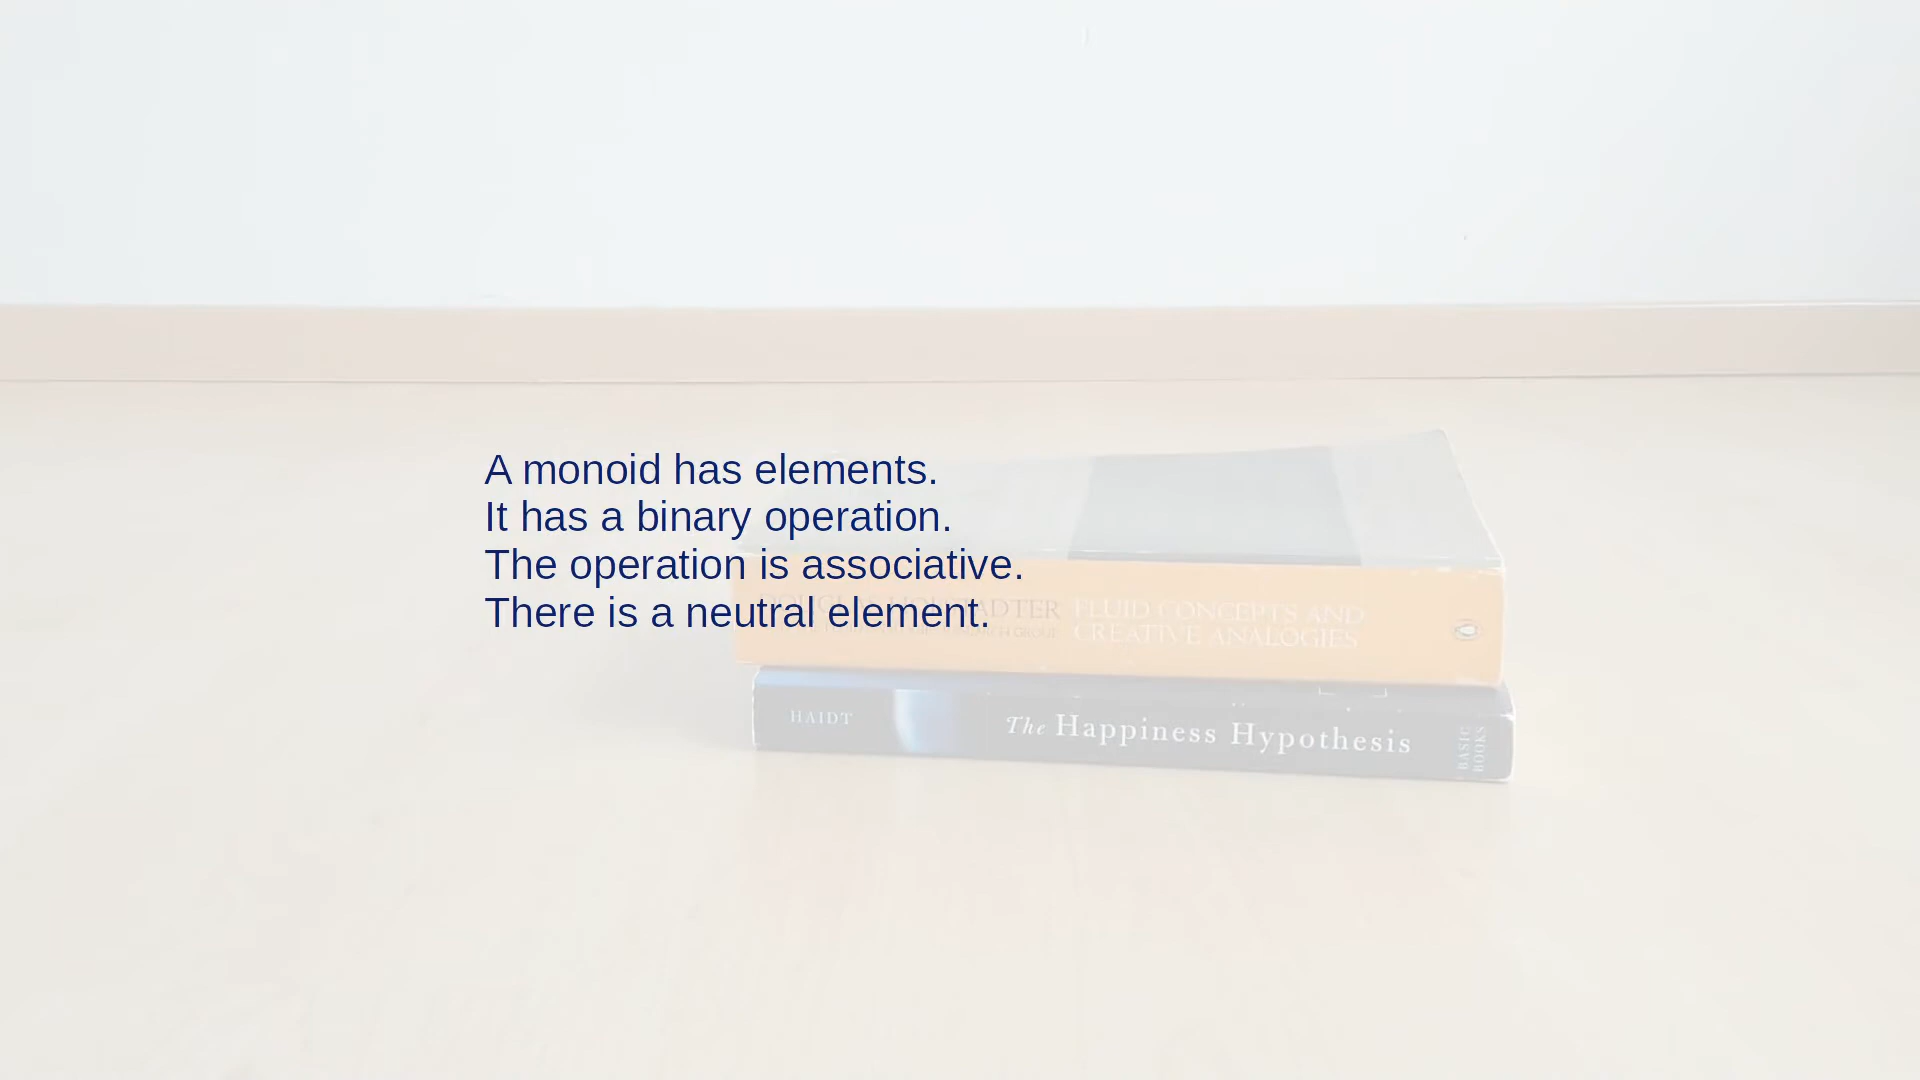 A monoid has elements.
It has a binary operation.
The operation is associative.
There is a neutral element.
FLUID CONCEPTS AND
CREATIVE ANALOGIES
HAIDT
The Happiness Hypothesis
BASIC
BOOKS